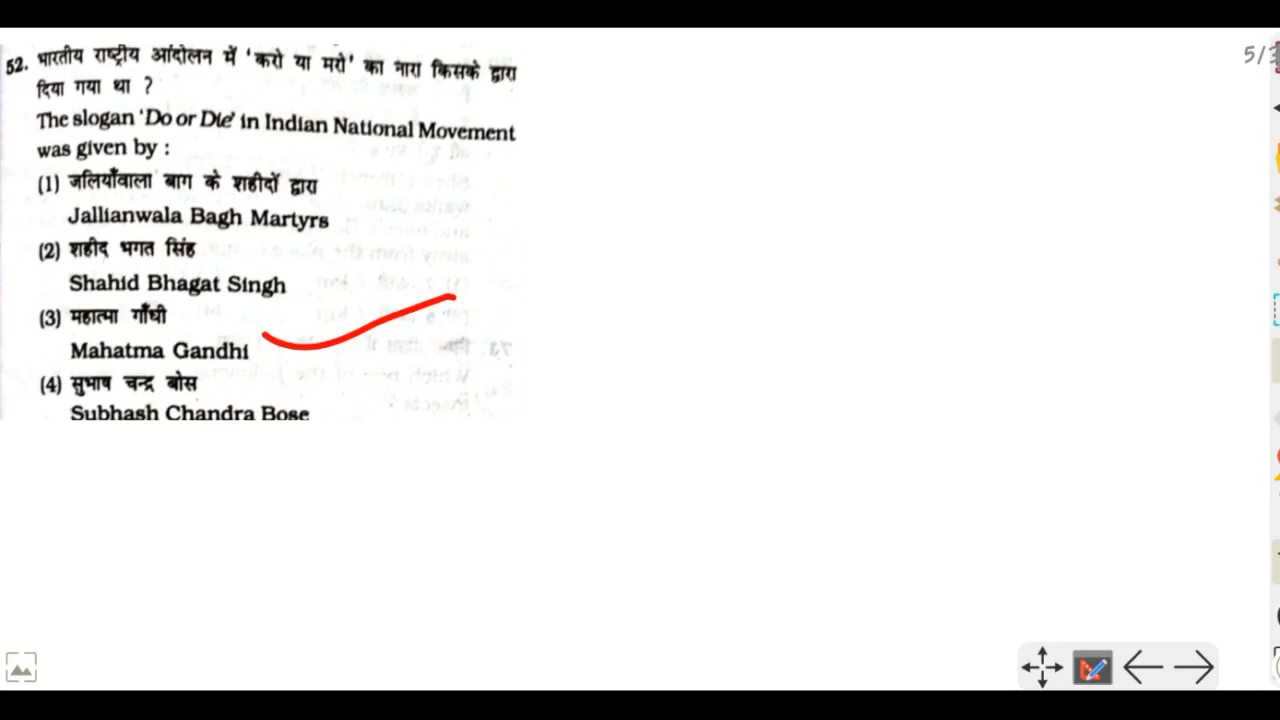 5/3
52. भारतीय राष्ट्रीय आंदोलन में 'करो या मरो' का नारा किसके द्वारा
दिया गया था ?
The slogan 'Do or Die' in Indian National Movement
was given by :
(1) जलियाँवाला बाग के शहीदों द्वारा
Jallianwala Bagh Martyrs
(2) शहीद भगत सिंह
Shahid Bhagat Singh
(3) महात्मा गाँधी
Mahatma Gandhi
(4) सुभाष चन्द्र बोस
Subhash Chandra Bose